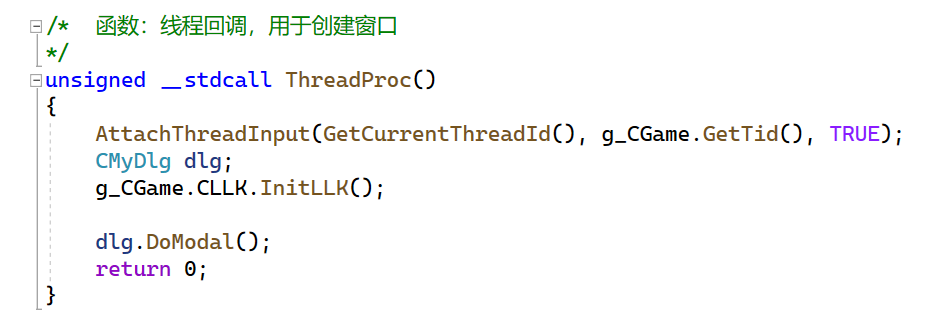 /*  函数：线程回调，用于创建窗口
*/
unsigned __stdcall ThreadProc()
{
    AttachThreadInput(GetCurrentThreadId(), g_CGame.GetTid(), TRUE);
    CMyDlg dlg;
    g_CGame.CLLK.InitLLK();

    dlg.DoModal();
    return 0;
}